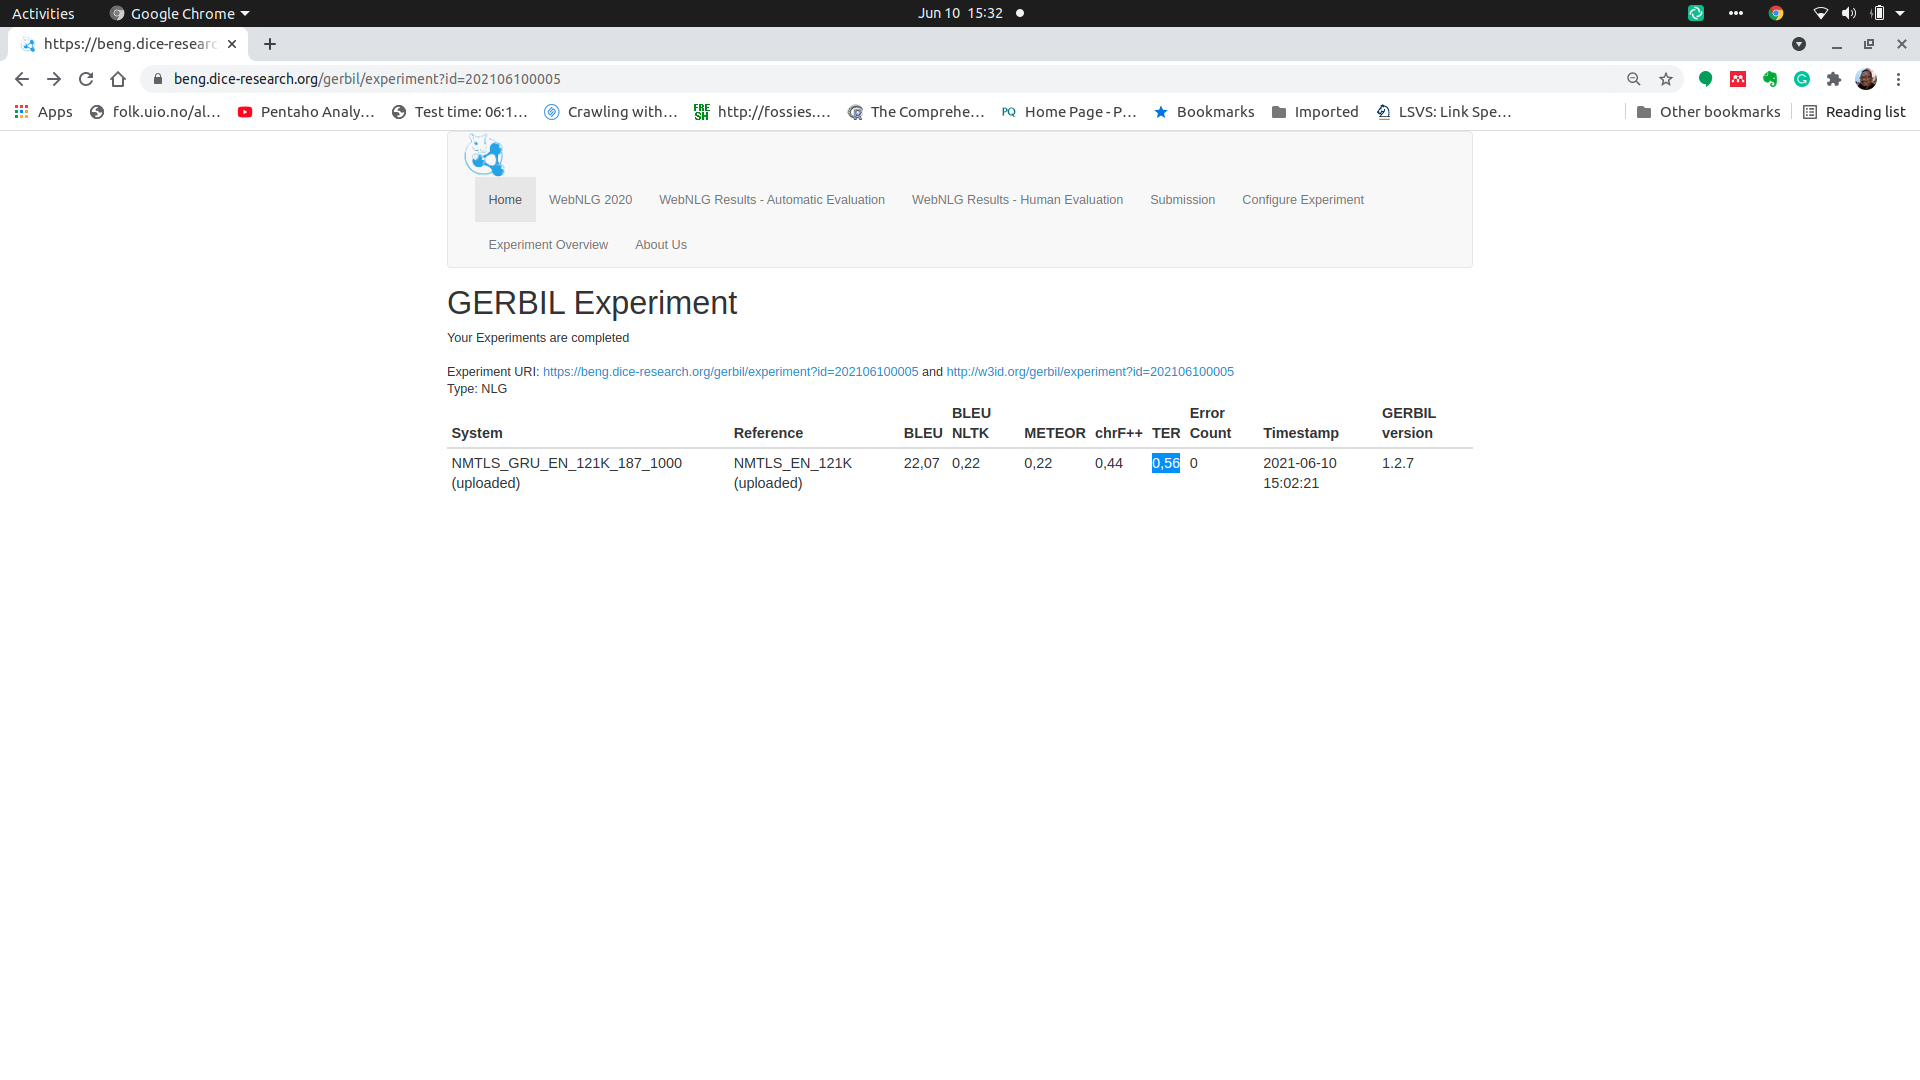 Activities Google Chrome Jun 10 15:32
https://beng.dice-researc
beng.dice-research.org/gerbil/experiment?id=202106100005
Apps folk.uio.no/al... Pentaho Analy... Test time: 06:1... Crawling with... FRE SH http://fossies.... The Comprehe... PQ Home Page - P... Bookmarks Imported LSVS: Link Spe... Other bookmarks Reading list
Home WebNLG 2020 WebNLG Results - Automatic Evaluation WebNLG Results - Human Evaluation Submission Configure Experiment
Experiment Overview About Us
GERBIL Experiment
Your Experiments are completed
Experiment URI: https://beng.dice-research.org/gerbil/experiment?id=202106100005 and http://w3id.org/gerbil/experiment?id=202106100005
Type: NLG
System Reference BLEU BLEU NLTK METEOR chrF++ TER Error Count Timestamp GERBIL version
NMTLS_GRU_EN_121K_187_1000 NMTLS_EN_121K 22,07 0,22 0,22 0,44 0,56 0 2021-06-10 1.2.7
(uploaded) (uploaded) 15:02:21